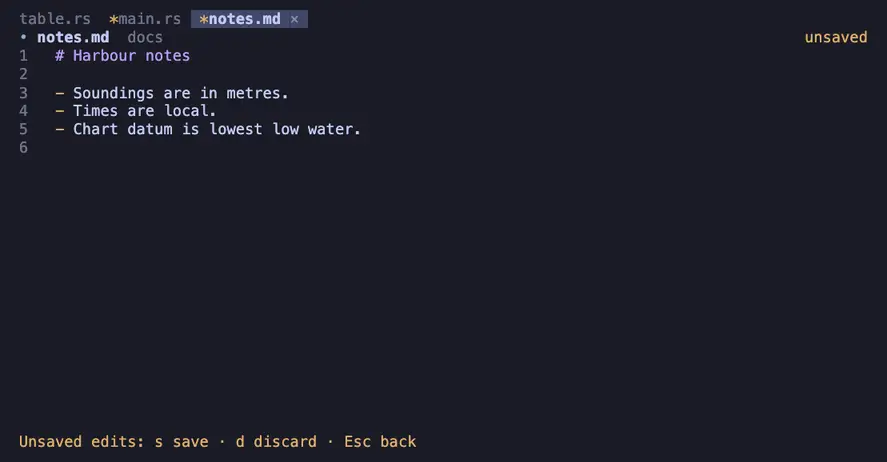 table.rs *main.rs *notes.md ×
• notes.md docs unsaved
1 # Harbour notes
2
3 - Soundings are in metres.
4 - Times are local.
5 - Chart datum is lowest low water.
6
Unsaved edits: s save · d discard · Esc back